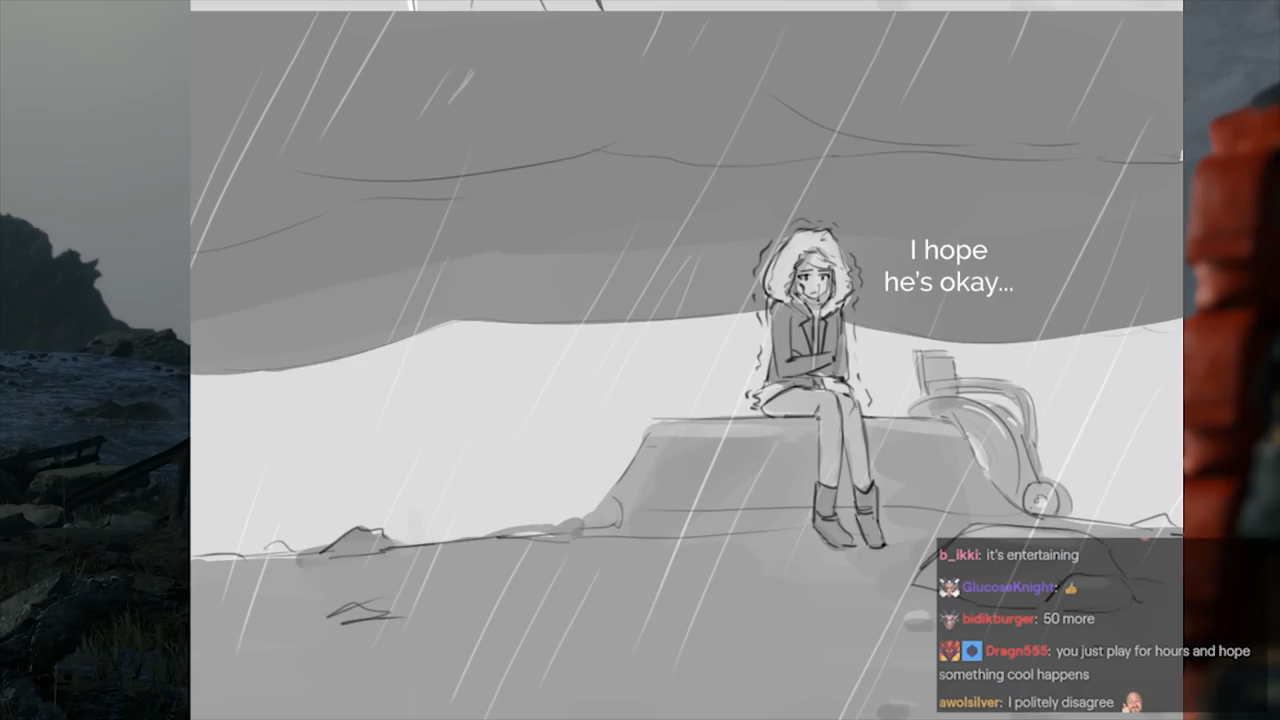 I hope
he's okay...
b_ikki: it's entertaining
GlucoseKnight: 👍
bidikburger: 50 more
Dragn555: you just play for hours and hope
something cool happens
awolsilver: I politely disagree